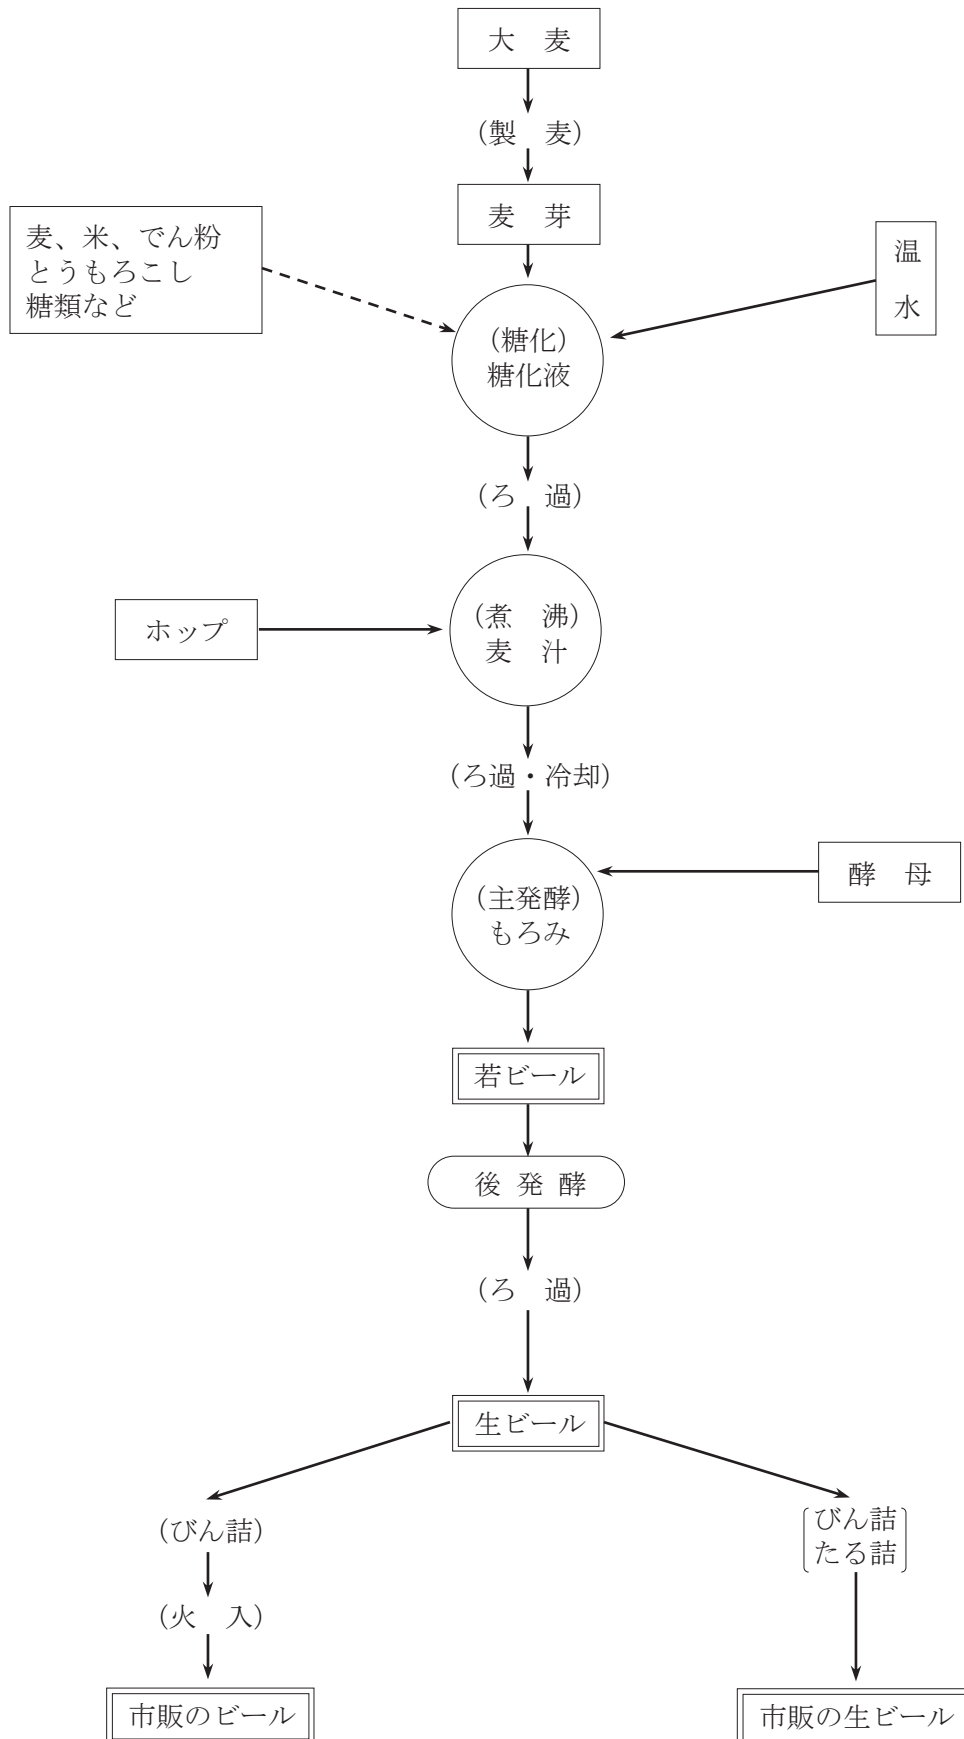 大　麦
（製　麦）
麦　芽
麦、米、でん粉
とうもろこし
糖類など
温
水
（糖化）
糖化液
（ろ　過）
ホップ
（煮　沸）
麦　汁
（ろ過・冷却）
酵　母
（主発酵）
もろみ
若ビール
後 発 酵
（ろ　過）
生ビール
（びん詰）
びん詰
たる詰
（火　入）
市販のビール
市販の生ビール